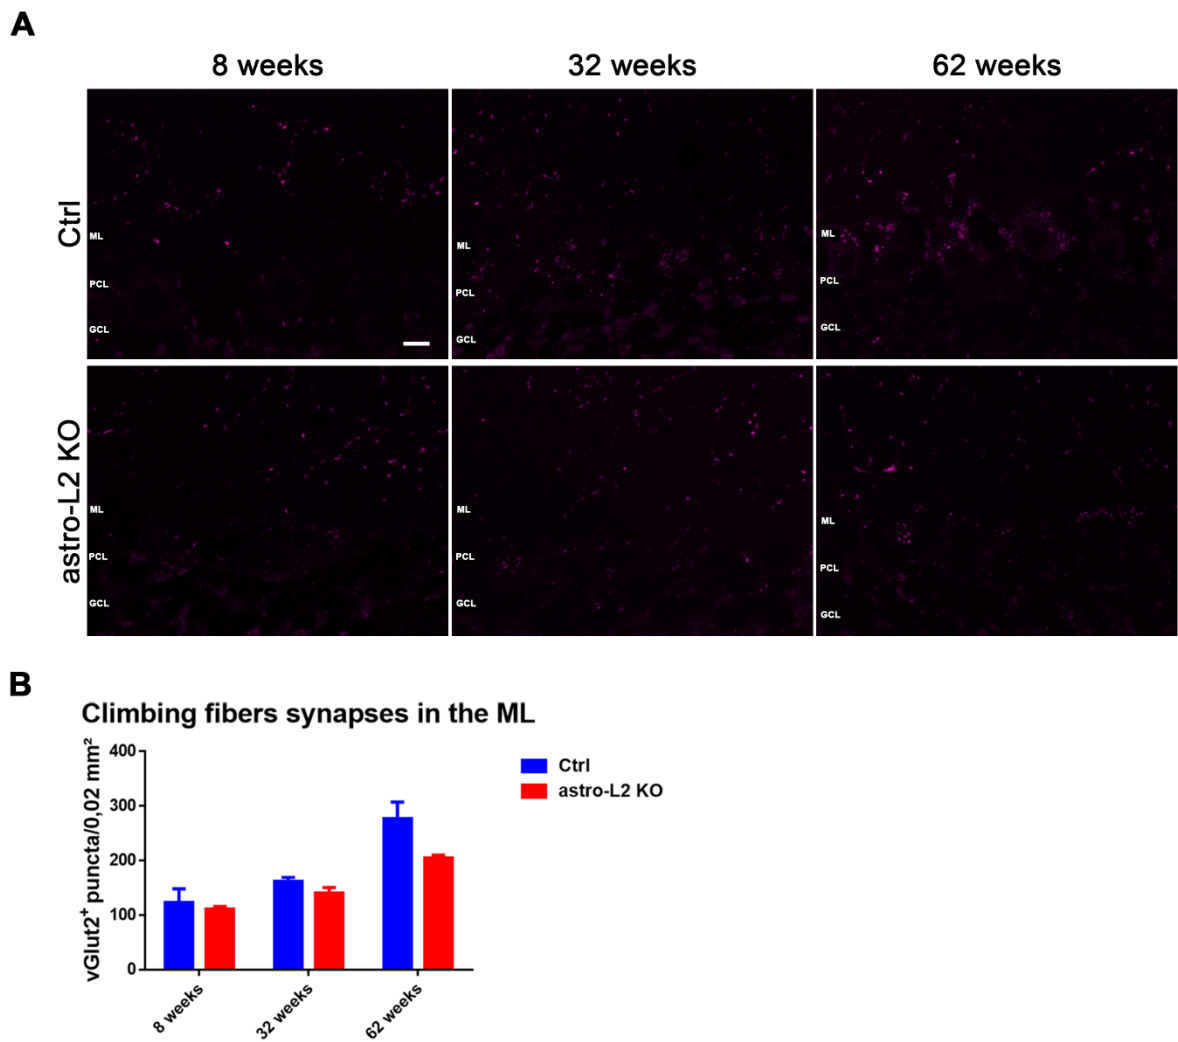 A
8 weeks 32 weeks 62 weeks
Ctrl
ML ML ML
PCL PCL PCL
GCL GCL GCL
astro-L2 KO
ML ML ML
PCL PCL PCL
GCL GCL GCL
B
Climbing fibers synapses in the ML
vGlut2⁺ puncta/0,02 mm²
400
300
200
100
0
8 weeks 32 weeks 62 weeks
Ctrl
astro-L2 KO